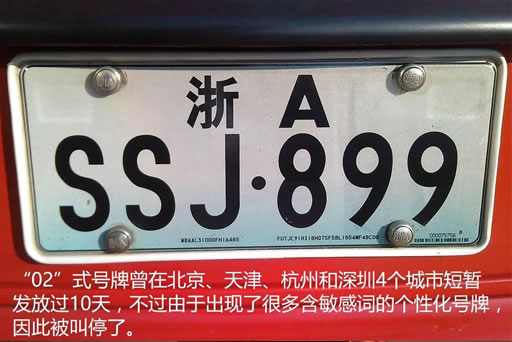 浙 A
SSJ·899
000075756 8
“02”式号牌曾在北京、天津、杭州和深圳4个城市短暂
发放过10天，不过由于出现了很多含敏感词的个性化号牌，
因此被叫停了。